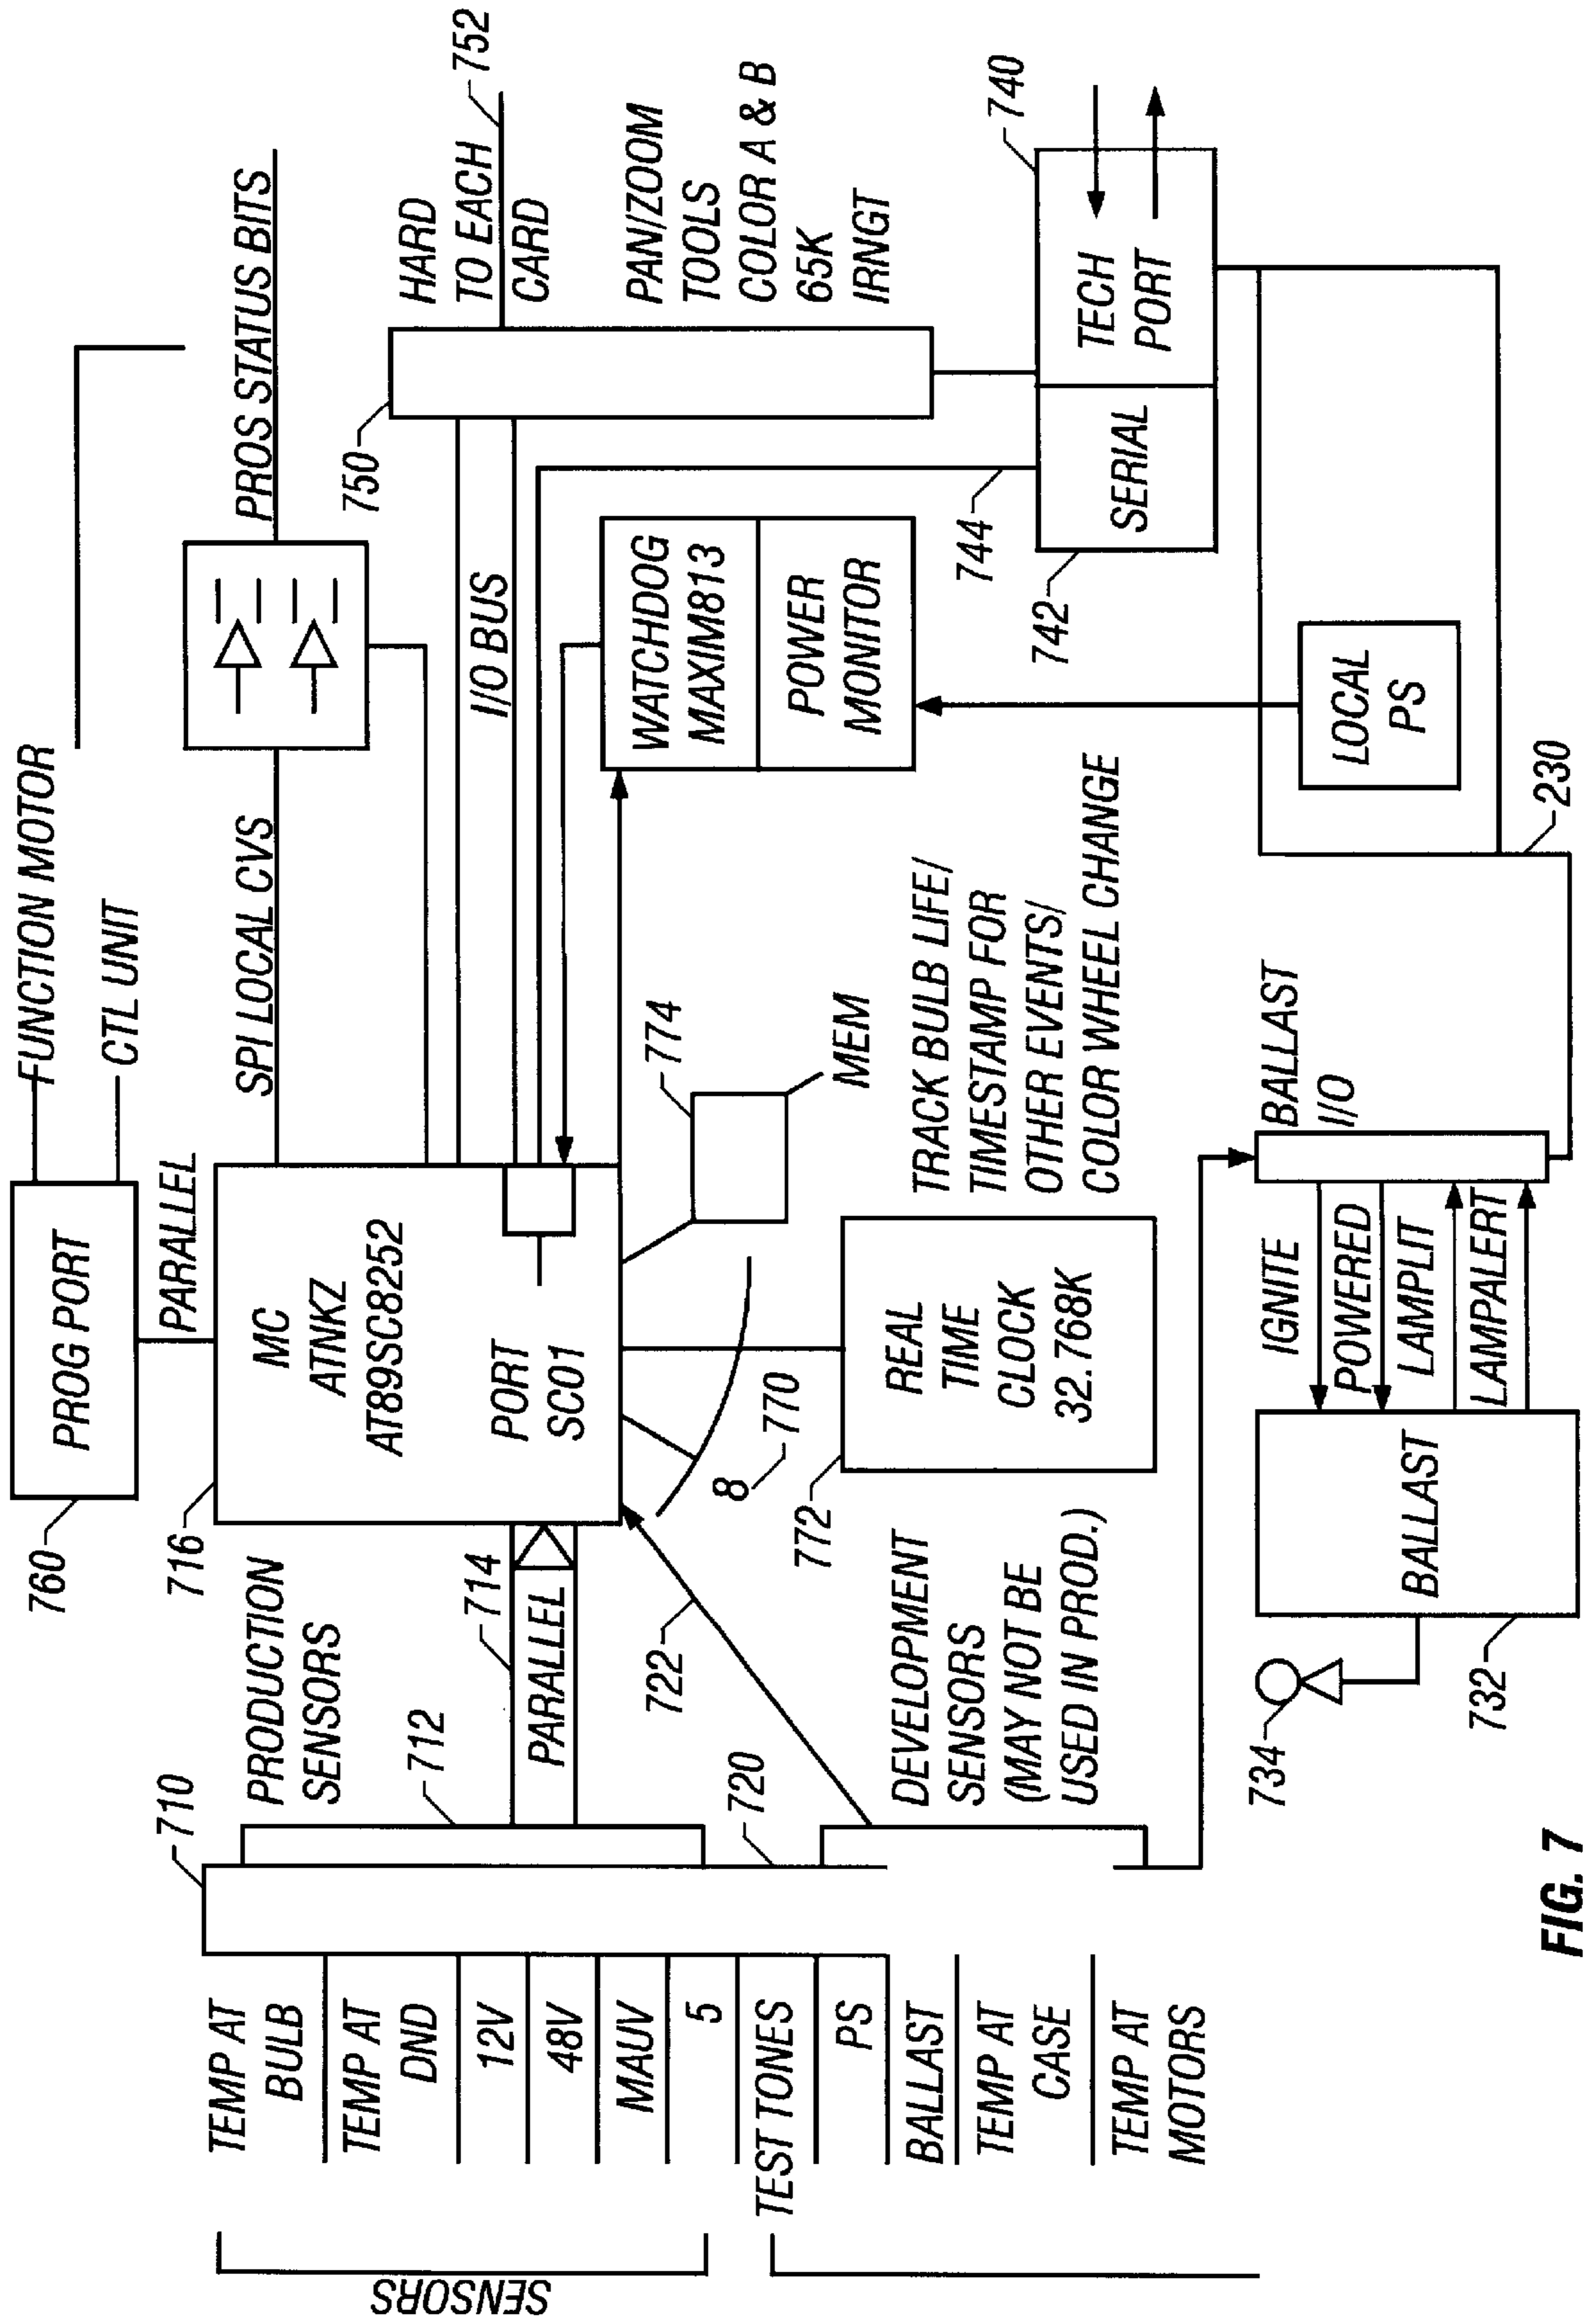 SENSORS
TEMP AT
BULB
TEMP AT
DND
12V
48V
MAUV
5
TEST TONES
PS
BALLAST
TEMP AT
CASE
TEMP AT
MOTORS
710
PRODUCTION
SENSORS
712
714
PARALLEL
720
722
DEVELOPMENT
SENSORS
(MAY NOT BE
USED IN PROD.)
760
PROG PORT
FUNCTION MOTOR
CTL UNIT
PARALLEL
716
MC
ATNKZ
AT89SC8252
PORT
SC01
SPI LOCAL CVS
PROS STATUS BITS
I/O BUS
750
HARD
TO EACH
CARD
752
PAN/ZOOM
TOOLS
COLOR A & B
65K
IRNGT
WATCHDOG
MAXIM813
POWER
MONITOR
744
742
SERIAL
TECH
PORT
740
LOCAL
PS
230
774
MEM
8
770
772
REAL
TIME
CLOCK
32.768K
TRACK BULB LIFE/
TIMESTAMP FOR
OTHER EVENTS/
COLOR WHEEL CHANGE
BALLAST
I/O
IGNITE
POWERED
LAMPLIT
LAMPALERT
BALLAST
732
734
FIG. 7